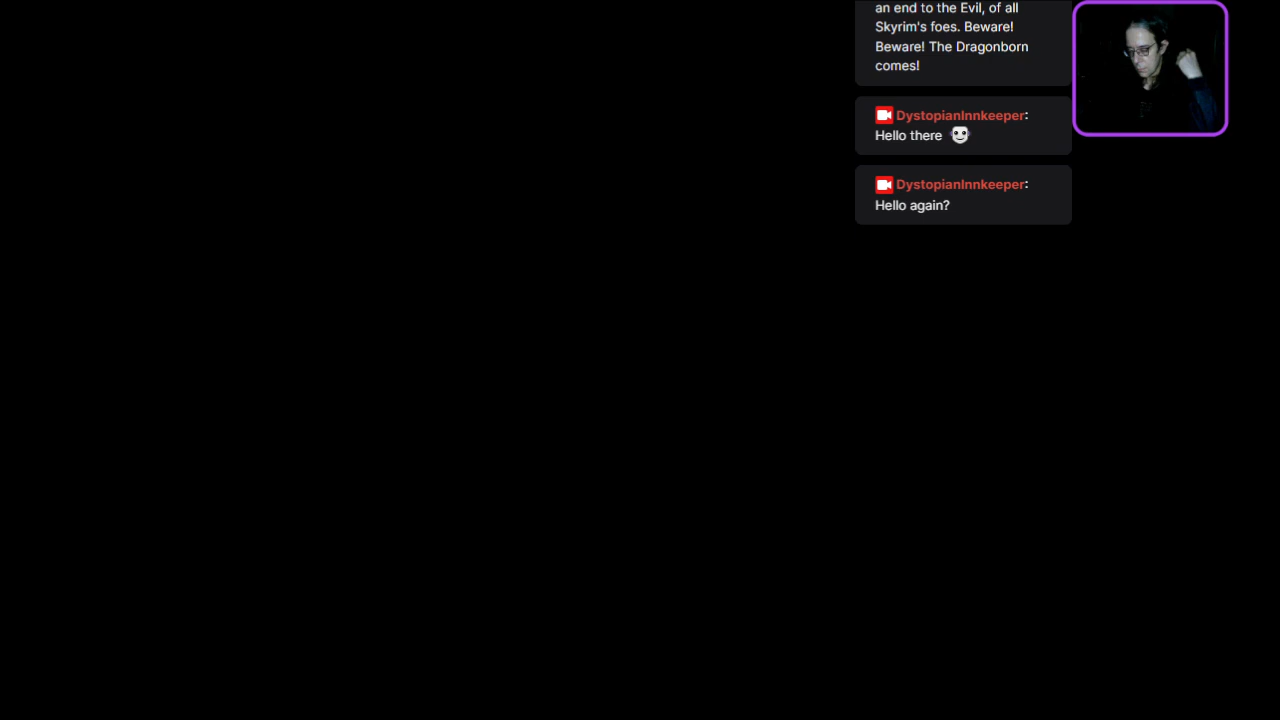 an end to the Evil, of all
Skyrim's foes. Beware!
Beware! The Dragonborn
comes!
DystopianInnkeeper:
Hello there
DystopianInnkeeper:
Hello again?